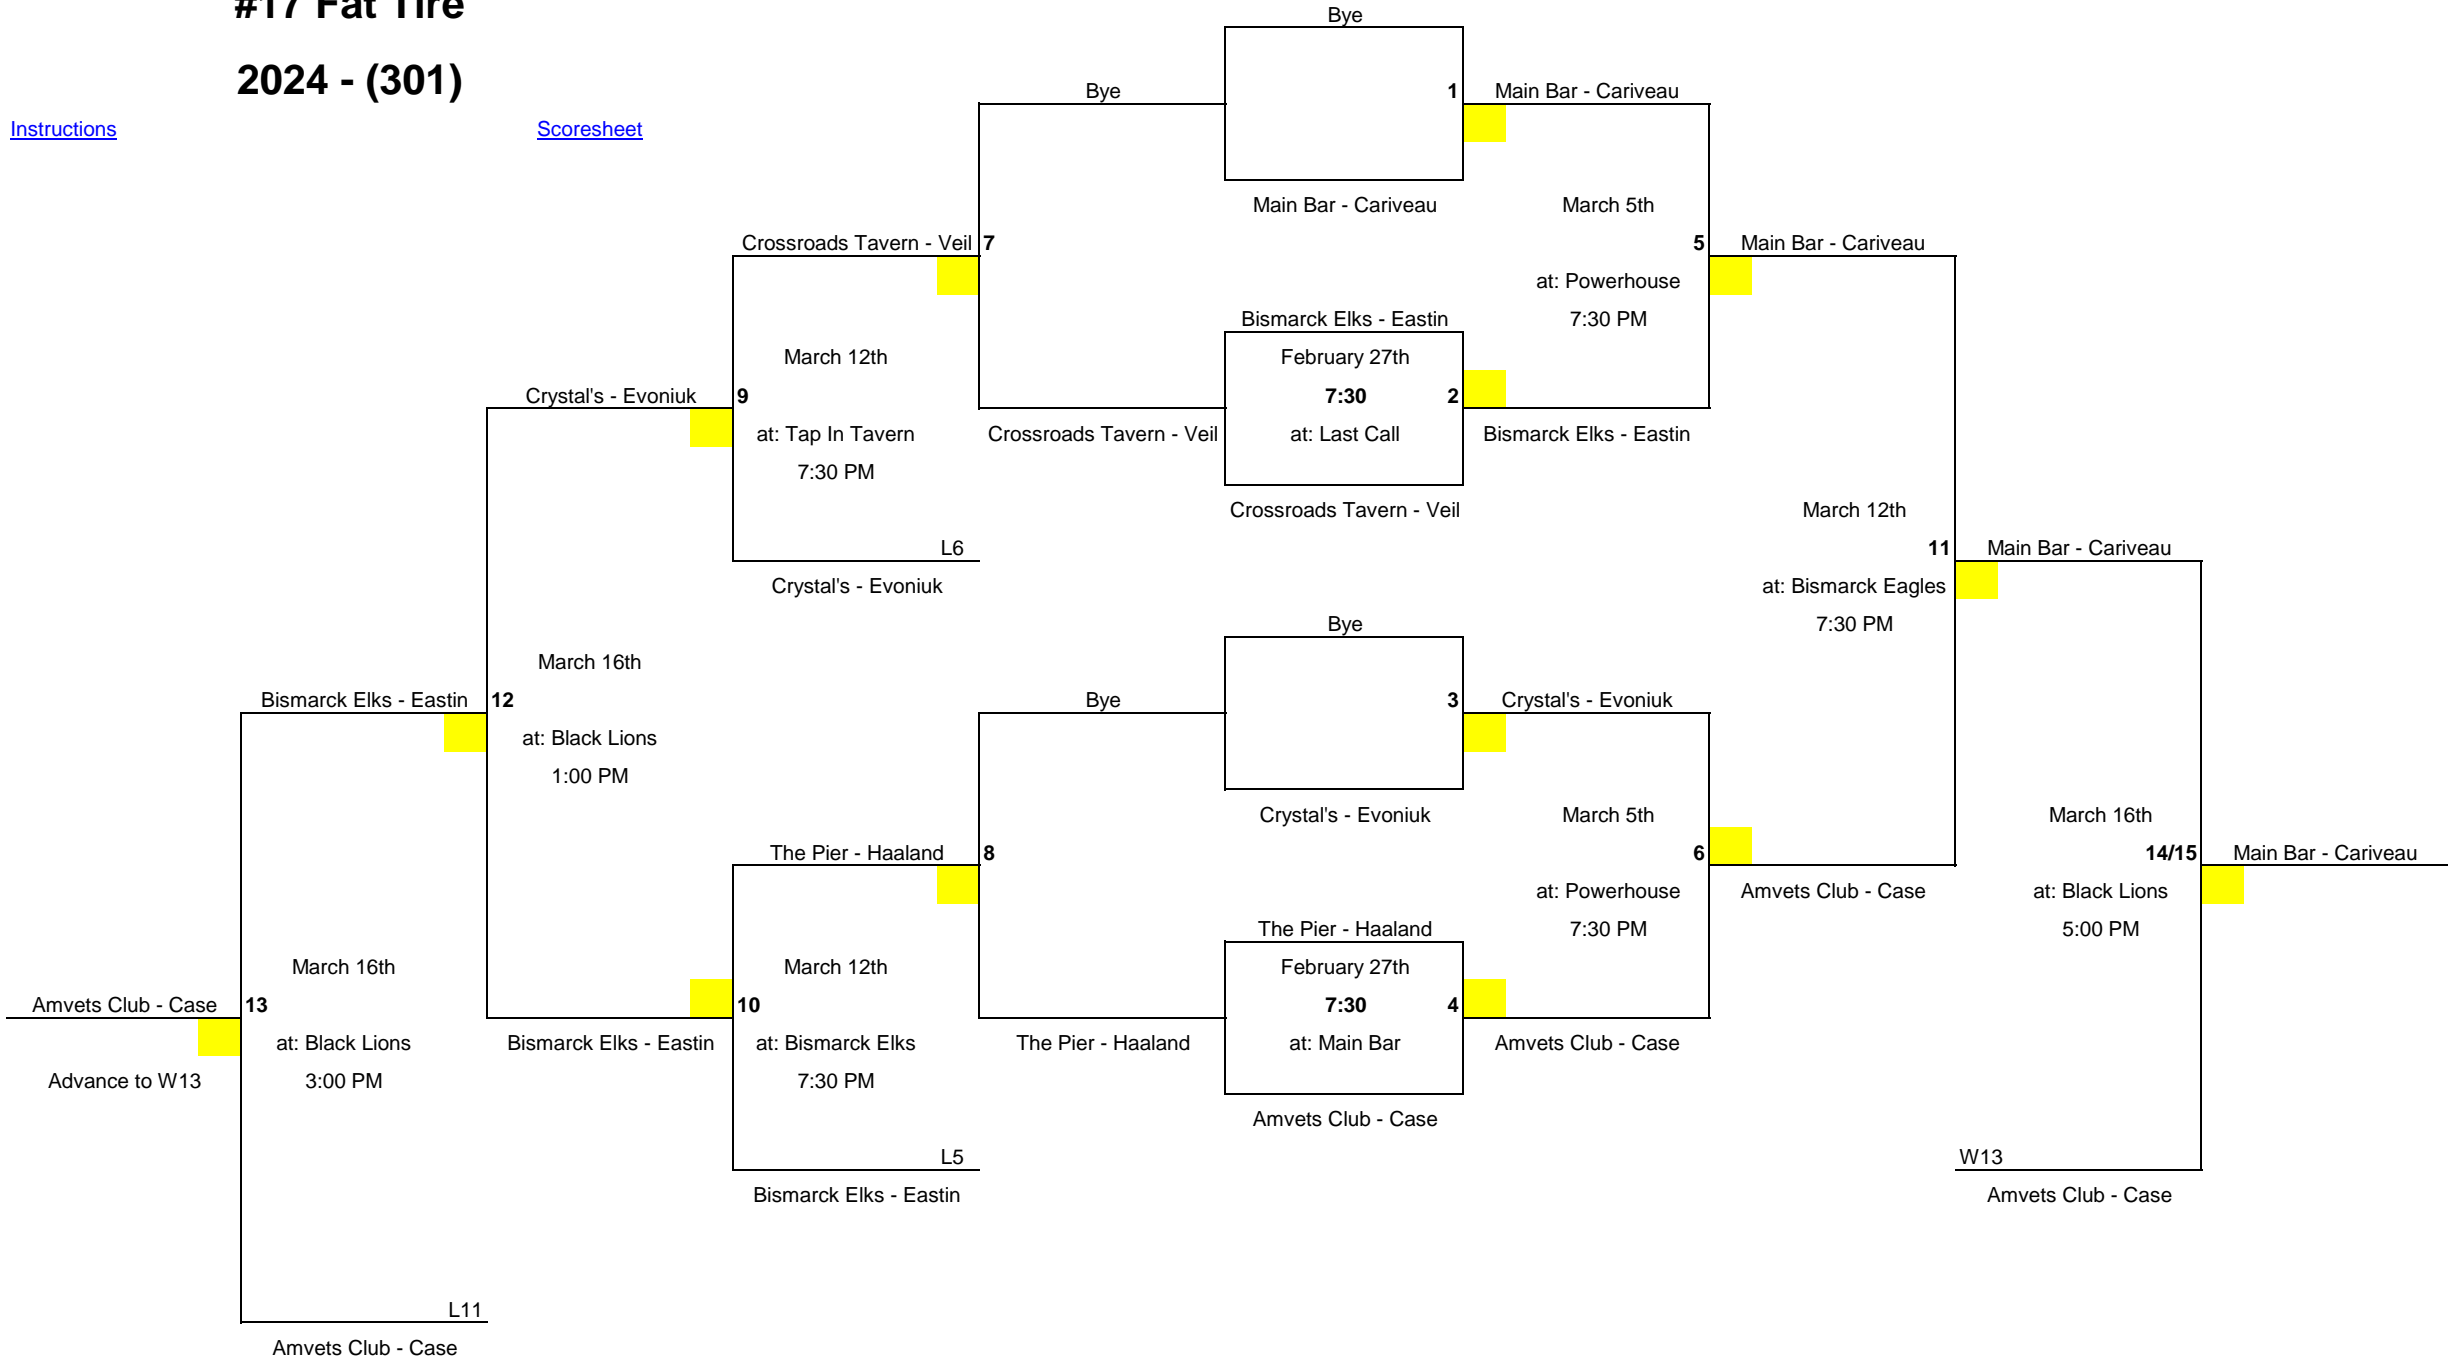 #17 Fat Tire
Bye
2024 - (301)
Bye
1
Main Bar - Cariveau
Instructions
Scoresheet
Main Bar - Cariveau
March 5th
Crossroads Tavern - Veil
7
5
Main Bar - Cariveau
at: Powerhouse
Bismarck Elks - Eastin
7:30 PM
March 12th
February 27th
Crystal's - Evoniuk
9
7:30
2
at: Tap In Tavern
Crossroads Tavern - Veil
at: Last Call
Bismarck Elks - Eastin
7:30 PM
Crossroads Tavern - Veil
March 12th
L6
11
Main Bar - Cariveau
Crystal's - Evoniuk
at: Bismarck Eagles
Bye
7:30 PM
March 16th
Bismarck Elks - Eastin
12
Bye
3
Crystal's - Evoniuk
at: Black Lions
1:00 PM
Crystal's - Evoniuk
March 5th
March 16th
The Pier - Haaland
8
6
14/15
Main Bar - Cariveau
at: Powerhouse
Amvets Club - Case
at: Black Lions
The Pier - Haaland
7:30 PM
5:00 PM
March 16th
March 12th
February 27th
Amvets Club - Case
13
10
7:30
4
at: Black Lions
Bismarck Elks - Eastin
at: Bismarck Elks
The Pier - Haaland
at: Main Bar
Amvets Club - Case
Advance to W13
3:00 PM
7:30 PM
Amvets Club - Case
L5
W13
Bismarck Elks - Eastin
Amvets Club - Case
L11
Amvets Club - Case